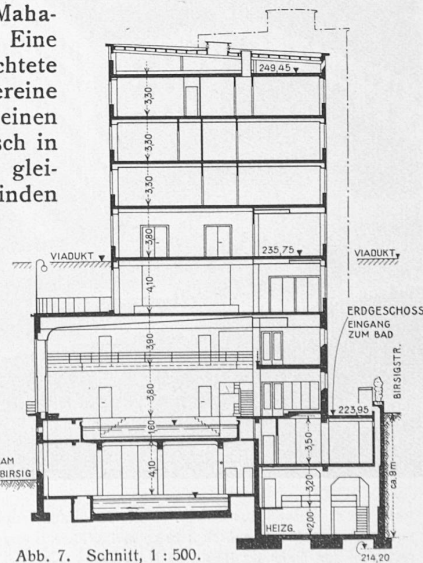 Maha-
Eine
chtete
ereine
einen
sch in
glei-
inden
249,45
3,30
3,30
3,30
3,80
235,75
VIADUKT
VIADUKT
4,10
ERDGESCHOSS
EINGANG
ZUM BAD
BIRSIGSTR.
3,90
3,80
223,95
1,60
3,50
AM
BIRSIG
4,10
3,20
ca. 9 m
2,00
HEIZG.
214,20
Abb. 7. Schnitt, 1 : 500.